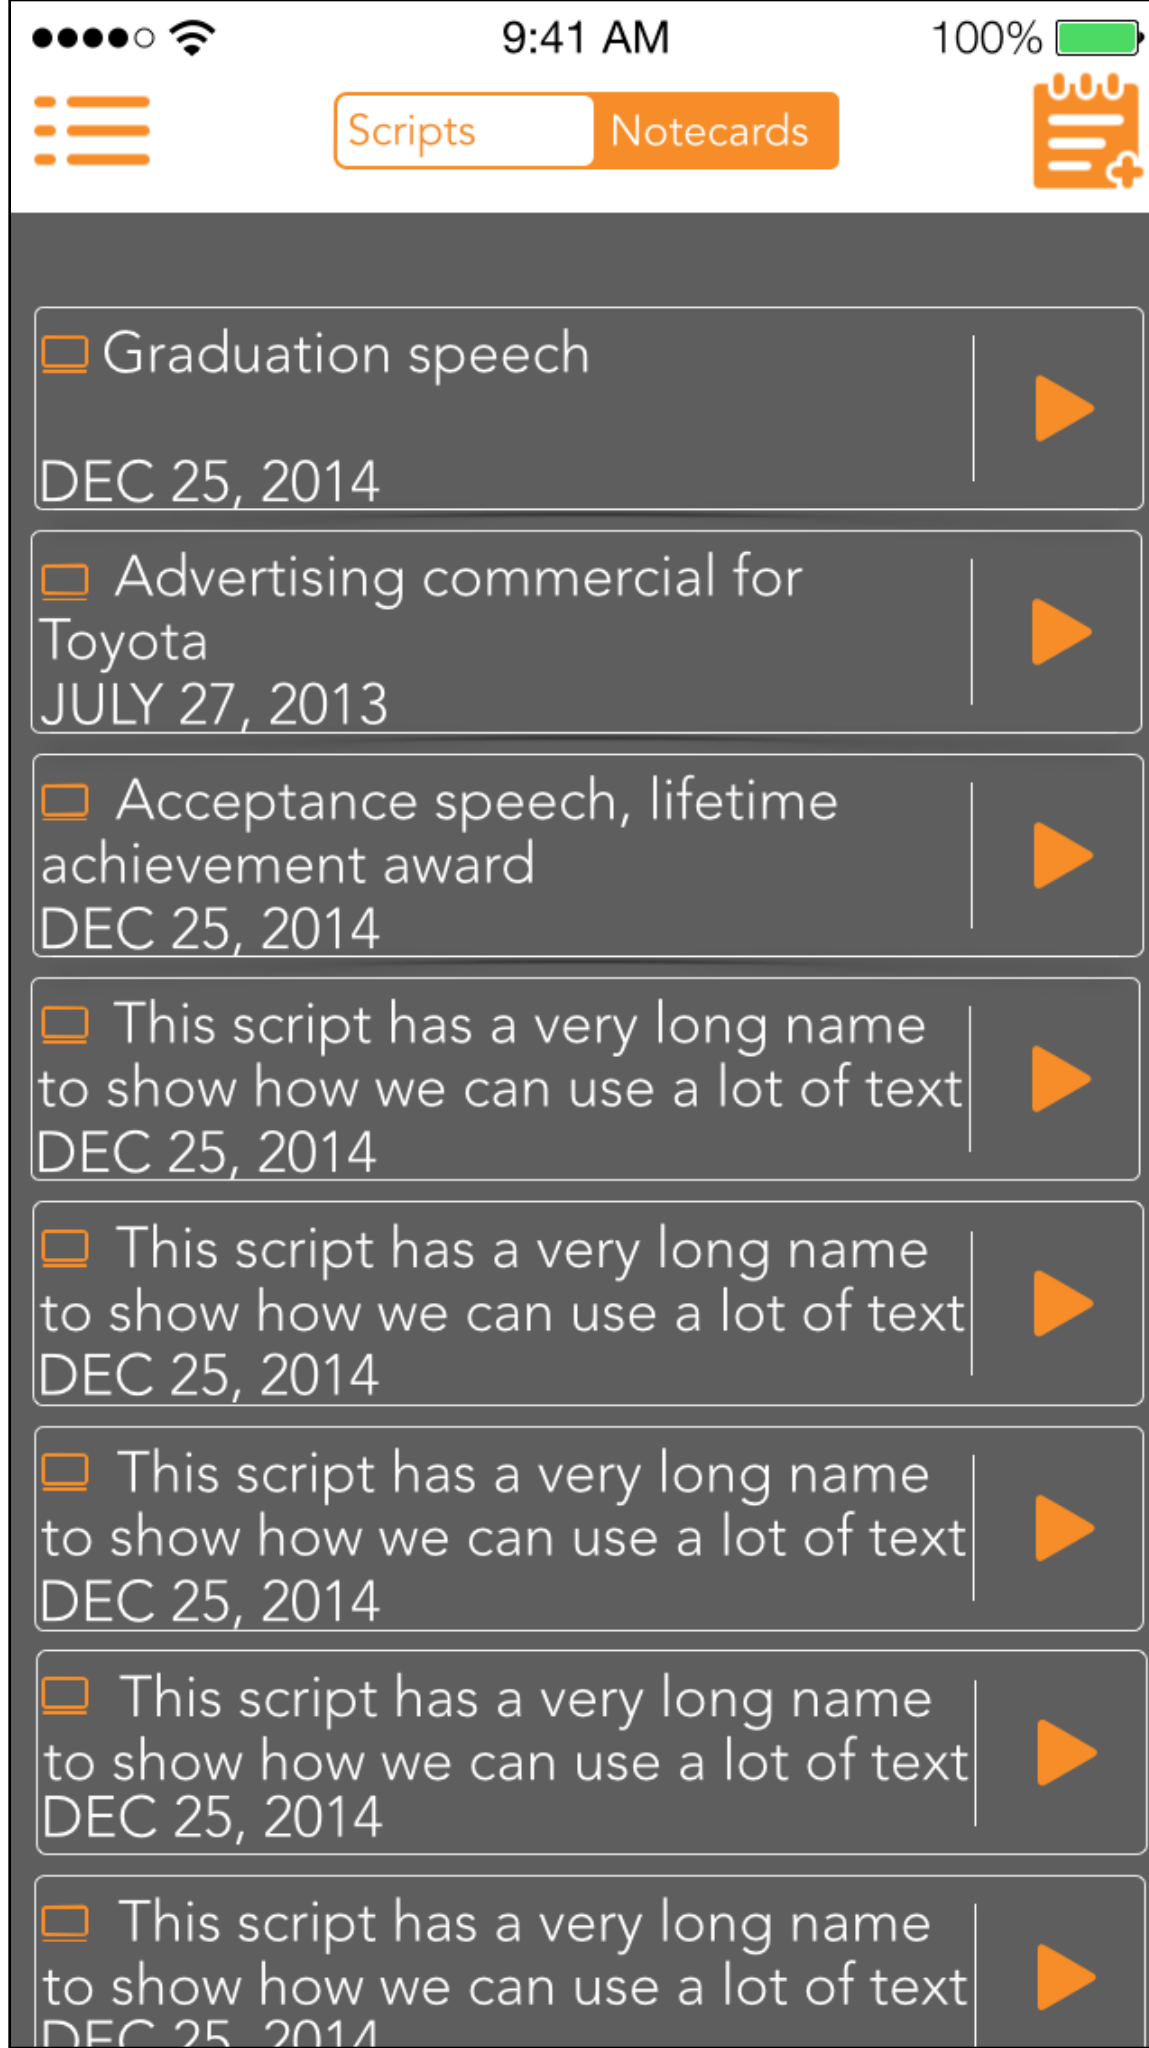 9:41 AM
100%
Scripts
Notecards
Graduation speech
DEC 25, 2014
Advertising commercial for
Toyota
JULY 27, 2013
Acceptance speech, lifetime
achievement award
DEC 25, 2014
This script has a very long name
to show how we can use a lot of text
DEC 25, 2014
This script has a very long name
to show how we can use a lot of text
DEC 25, 2014
This script has a very long name
to show how we can use a lot of text
DEC 25, 2014
This script has a very long name
to show how we can use a lot of text
DEC 25, 2014
This script has a very long name
to show how we can use a lot of text
DEC 25, 2014